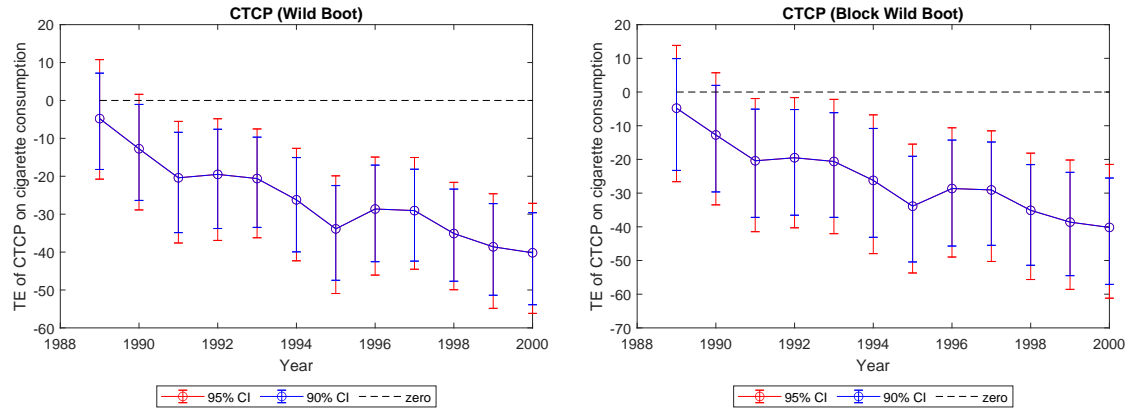 CTCP (Wild Boot)
20
10
0
-10
-20
-30
-40
-50
-60
TE of CTCP on cigarette consumption
1988
1990
1992
1994
1996
1998
2000
Year
95% CI
90% CI
zero
CTCP (Block Wild Boot)
20
10
0
-10
-20
-30
-40
-50
-60
-70
TE of CTCP on cigarette consumption
1988
1990
1992
1994
1996
1998
2000
Year
95% CI
90% CI
zero